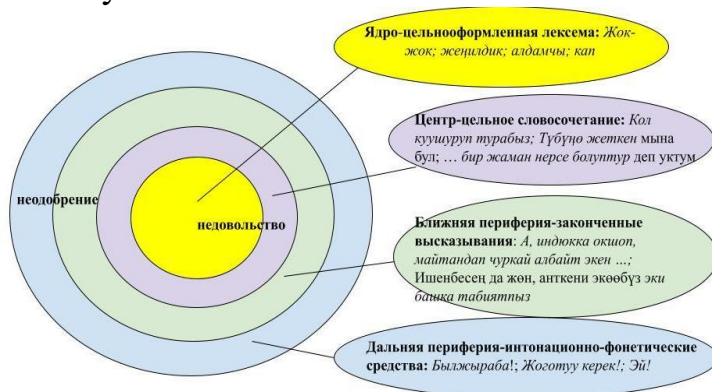 Ядро-цельнооформленная лексема: Жок-
жок; жеңилдик; алдамчы; кап
Центр-цельное словосочетание: Кол
куушуруп турабыз; Түбүңө жеткен мына
бул; … бир жаман нерсе болуптур деп уктум
неодобрение
недовольство
Ближняя периферия-законченные
высказывания: А, индюкка окшоп,
майтандап чуркай албайт экен …;
Ишенбесең да жөн, анткени экөөбүз эки
башка табиятпыз
Дальняя периферия-интонационно-фонетические
средства: Былжыраба!; Жоготуу керек!; Эй!